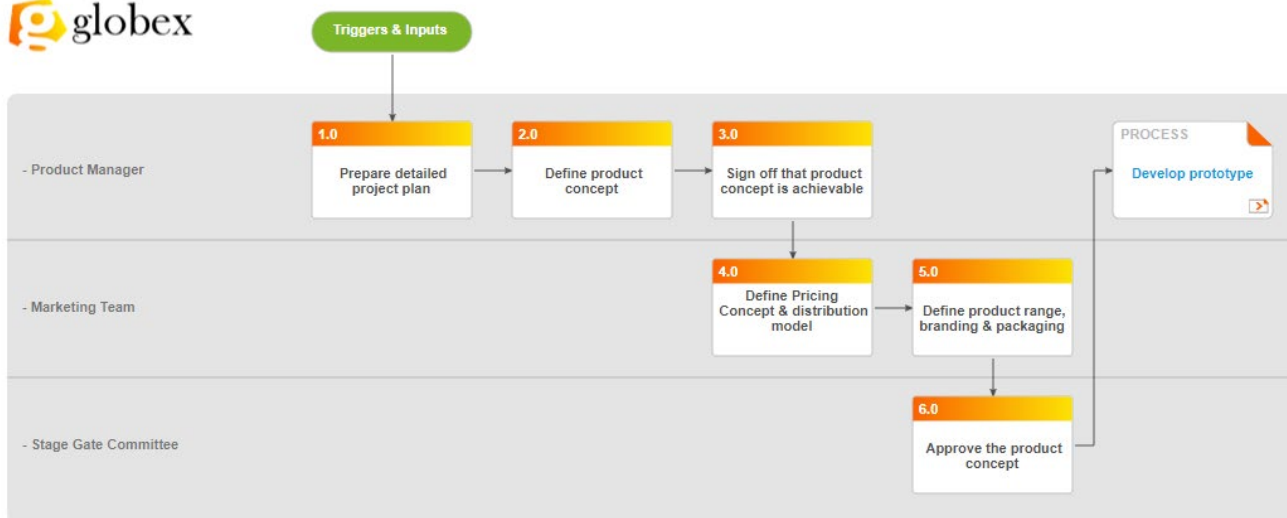 globex
Triggers & Inputs
- Product Manager
1.0
Prepare detailed
project plan
2.0
Define product
concept
3.0
Sign off that product
concept is achievable
PROCESS
Develop prototype
- Marketing Team
4.0
Define Pricing
Concept & distribution
model
5.0
Define product range,
branding & packaging
- Stage Gate Committee
6.0
Approve the product
concept